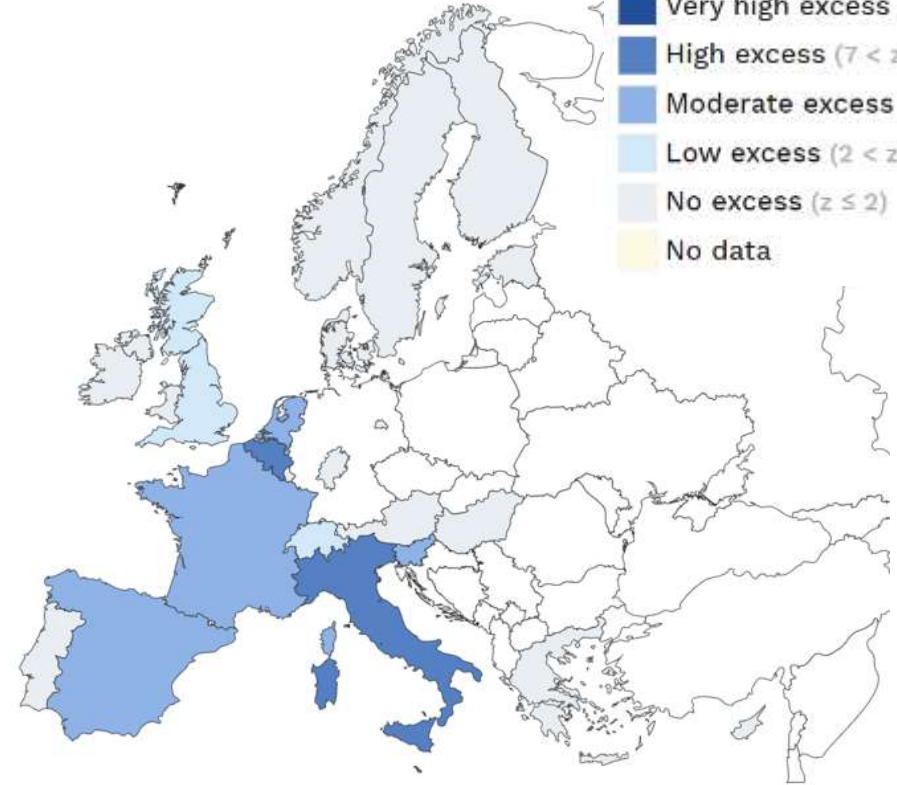 Very high excess
High excess (7 < z
Moderate excess
Low excess (2 < z
No excess (z ≤ 2)
No data